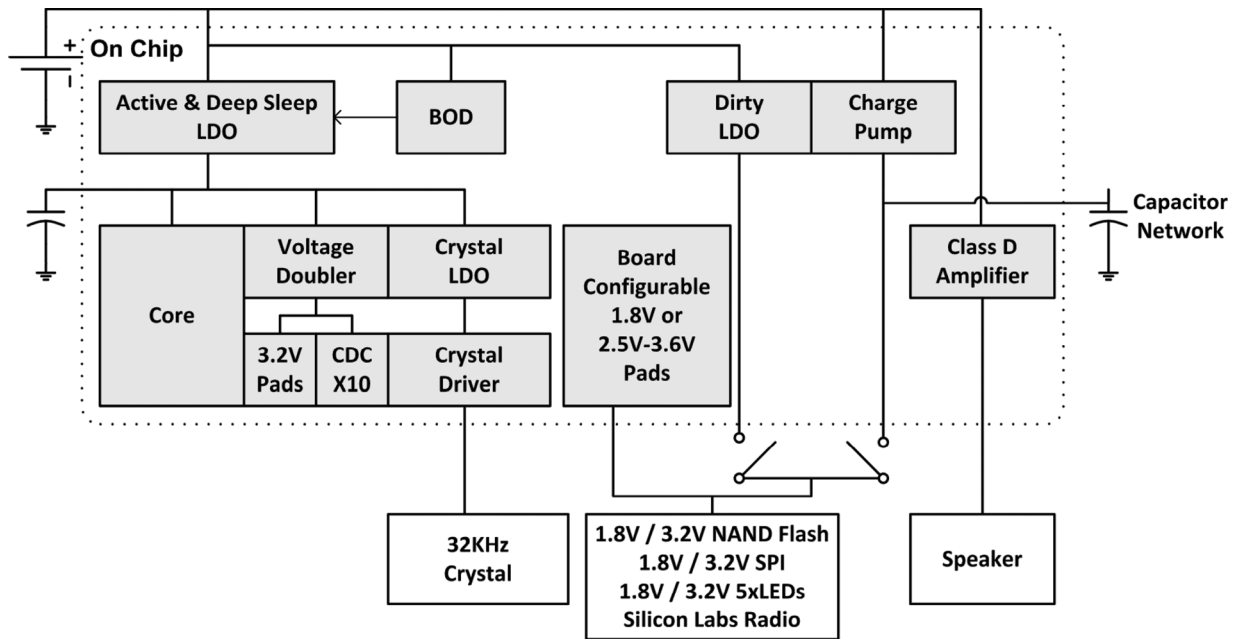 + On Chip
Active & Deep Sleep
LDO
BOD
Dirty
LDO
Charge
Pump
Capacitor
Network
Core
Voltage
Doubler
Crystal
LDO
Board
Configurable
1.8V or
2.5V-3.6V
Pads
Class D
Amplifier
3.2V
Pads
CDC
X10
Crystal
Driver
32KHz
Crystal
1.8V / 3.2V NAND Flash
1.8V / 3.2V SPI
1.8V / 3.2V 5xLEDs
Silicon Labs Radio
Speaker